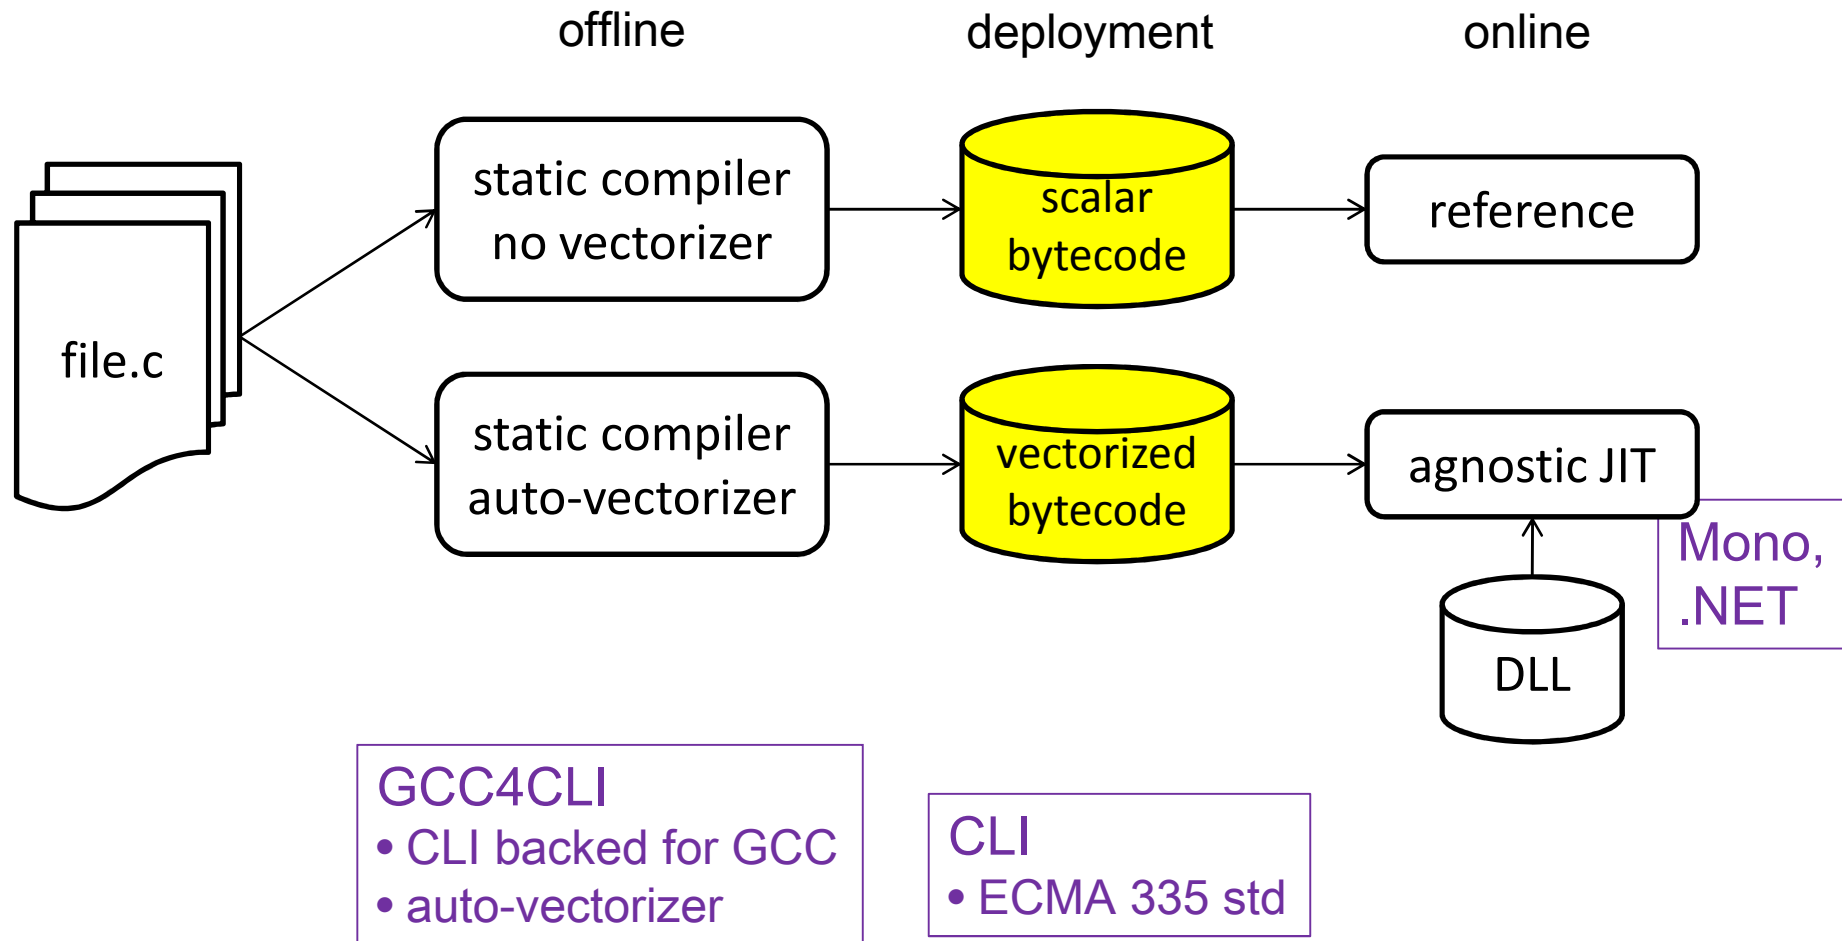 offline
deployment
online
file.c
static compiler
no vectorizer
scalar
bytecode
reference
static compiler
auto-vectorizer
vectorized
bytecode
agnostic JIT
Mono,
.NET
DLL
GCC4CLI
• CLI backed for GCC
• auto-vectorizer
CLI
• ECMA 335 std